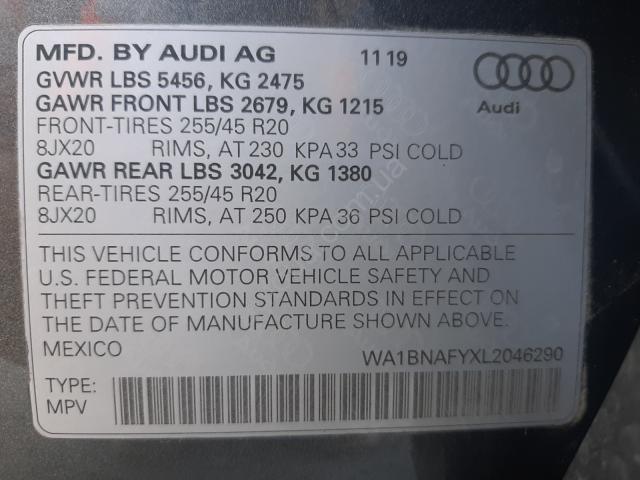 MFD. BY AUDI AG 11 19
GVWR LBS 5456, KG 2475
GAWR FRONT LBS 2679, KG 1215
Audi
FRONT-TIRES 255/45 R20
8JX20 RIMS, AT 230 KPA 33 PSI COLD
GAWR REAR LBS 3042, KG 1380
REAR-TIRES 255/45 R20
8JX20 RIMS, AT 250 KPA 36 PSI COLD
THIS VEHICLE CONFORMS TO ALL APPLICABLE
U.S. FEDERAL MOTOR VEHICLE SAFETY AND
THEFT PREVENTION STANDARDS IN EFFECT ON
THE DATE OF MANUFACTURE SHOWN ABOVE.
MEXICO WA1BNAFYXL2046290
TYPE:
MPV